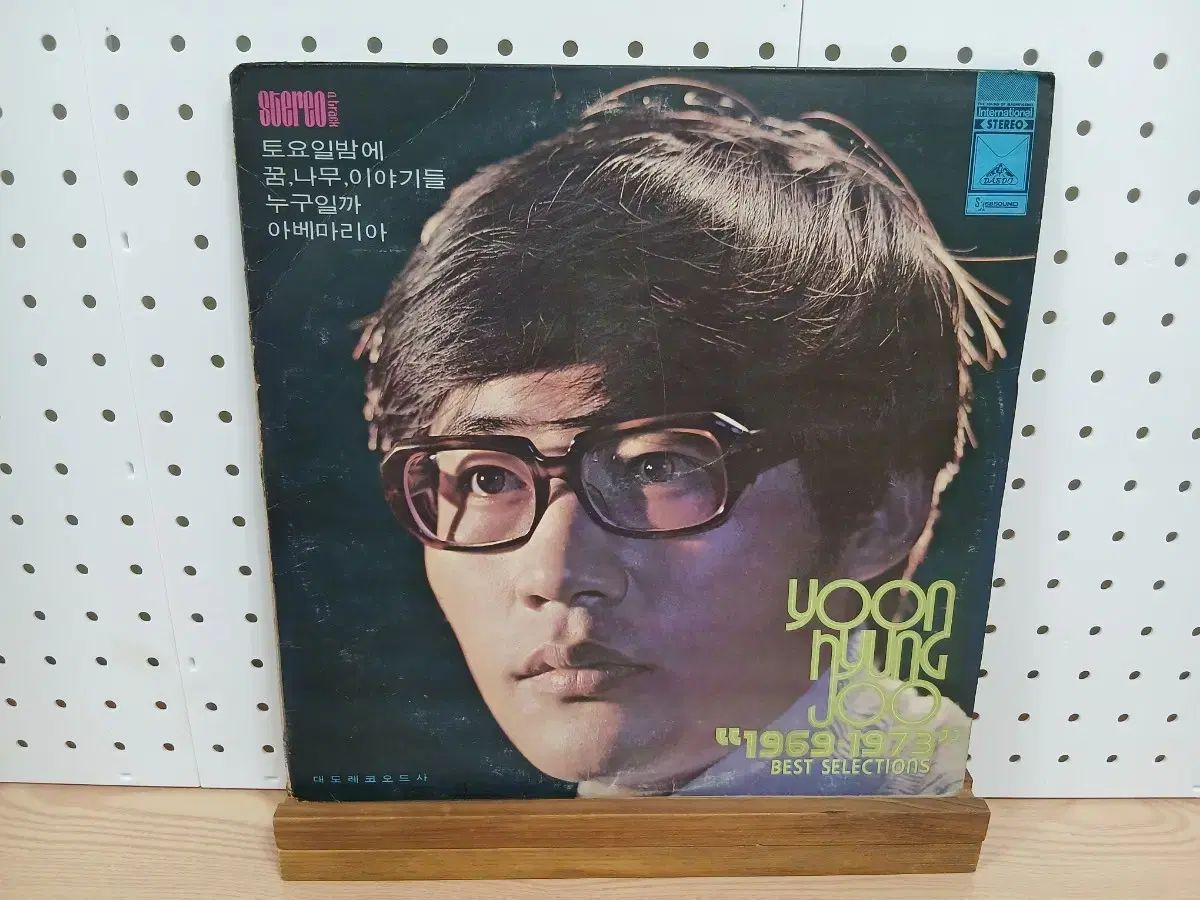 stereo
a.track
토요일밤에
꿈,나무,이야기들
누구일까
아베마리아
International
STEREO
DAEDO
YOON
HYUNG
JOO
“1969 1973”
BEST SELECTIONS
대도레코오드사